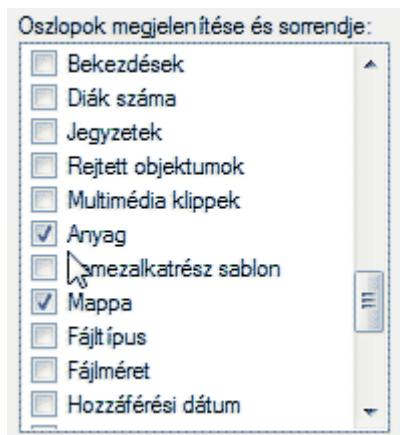 Oszlopok megjelenítése és sorrendje:
Bekezdések
Diák száma
Jegyzetek
Rejtett objektumok
Multimédia klippek
Anyag
sablon
Mappa
Fájltípus
Fájlméret
Hozzáférési dátum